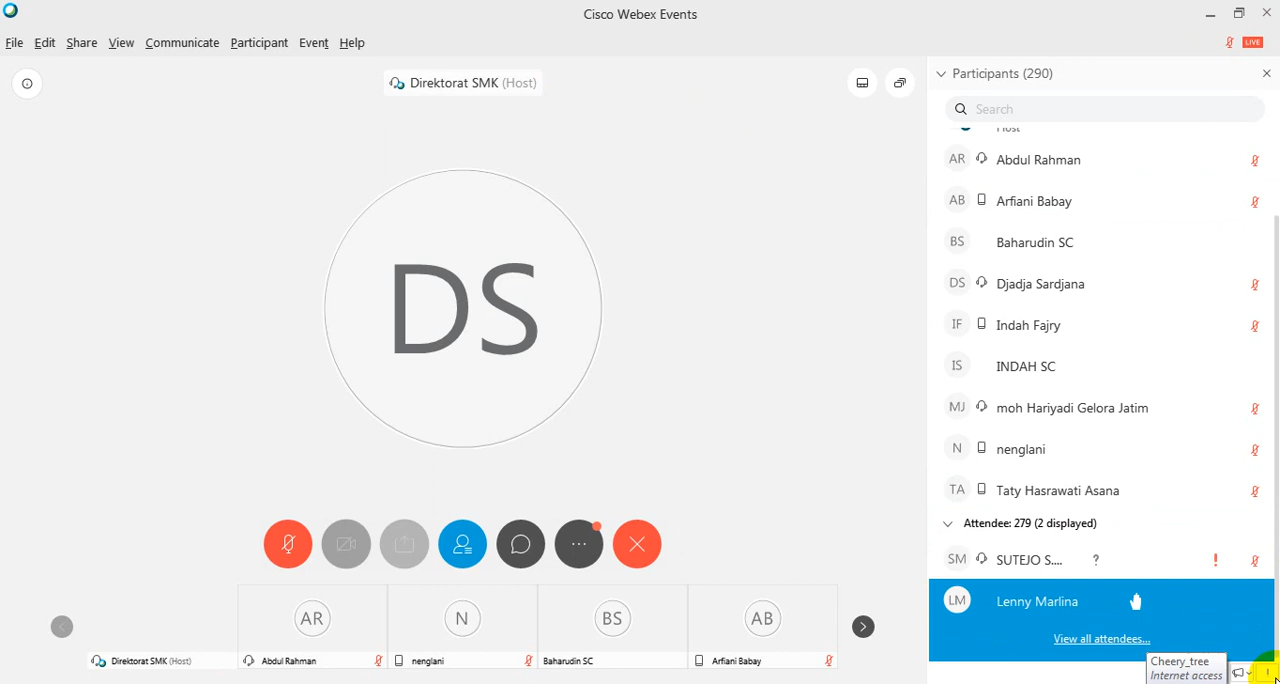 Cisco Webex Events
File Edit Share View Communicate Participant Event Help
LIVE
Direktorat SMK (Host)
Participants (290)
Search
Host
AR Abdul Rahman
AB Arfiani Babay
BS Baharudin SC
DS Djadja Sardjana
IF Indah Fajry
IS INDAH SC
MJ moh Hariyadi Gelora Jatim
N nenglani
TA Taty Hasrawati Asana
Attendee: 279 (2 displayed)
SM SUTEJO S.... ? !
LM Lenny Marlina
View all attendees...
Cheery_tree
Internet access
!
DS
AR N BS AB
Direktorat SMK (Host) Abdul Rahman nenglani Baharudin SC Arfiani Babay